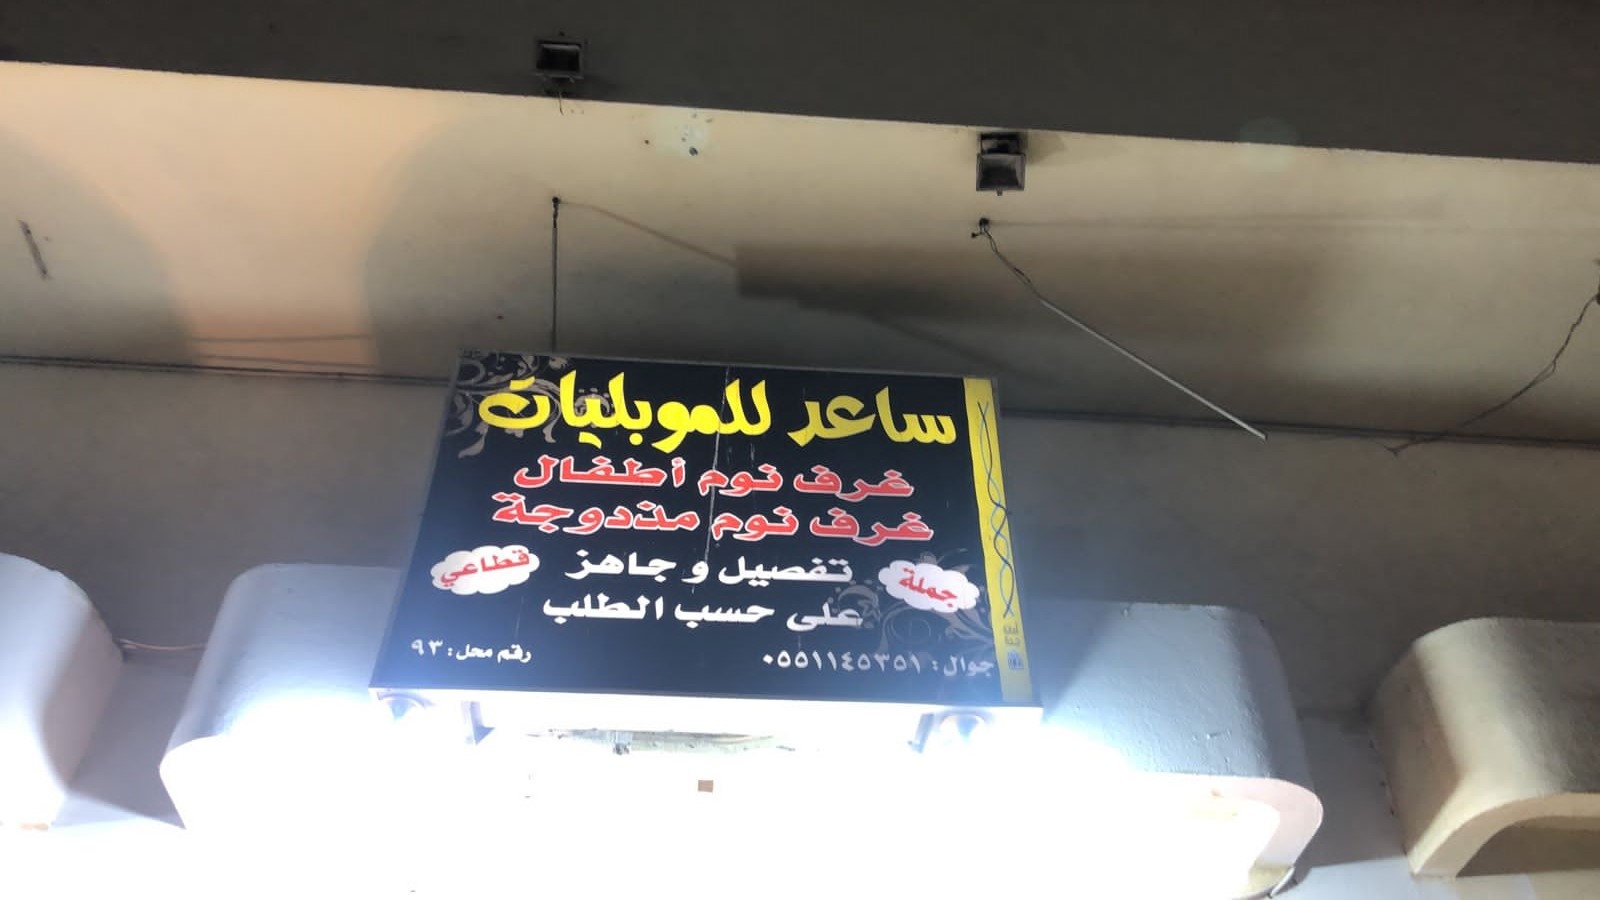 ساعد للموبليات
غرف نوم أطفال
غرف نوم مذدوجة
جملة
تفصيل و جاهز
قطاعي
على حسب الطلب
جوال : ٠٥٥١١٤٥٣٥١
رقم محل : ٩٣